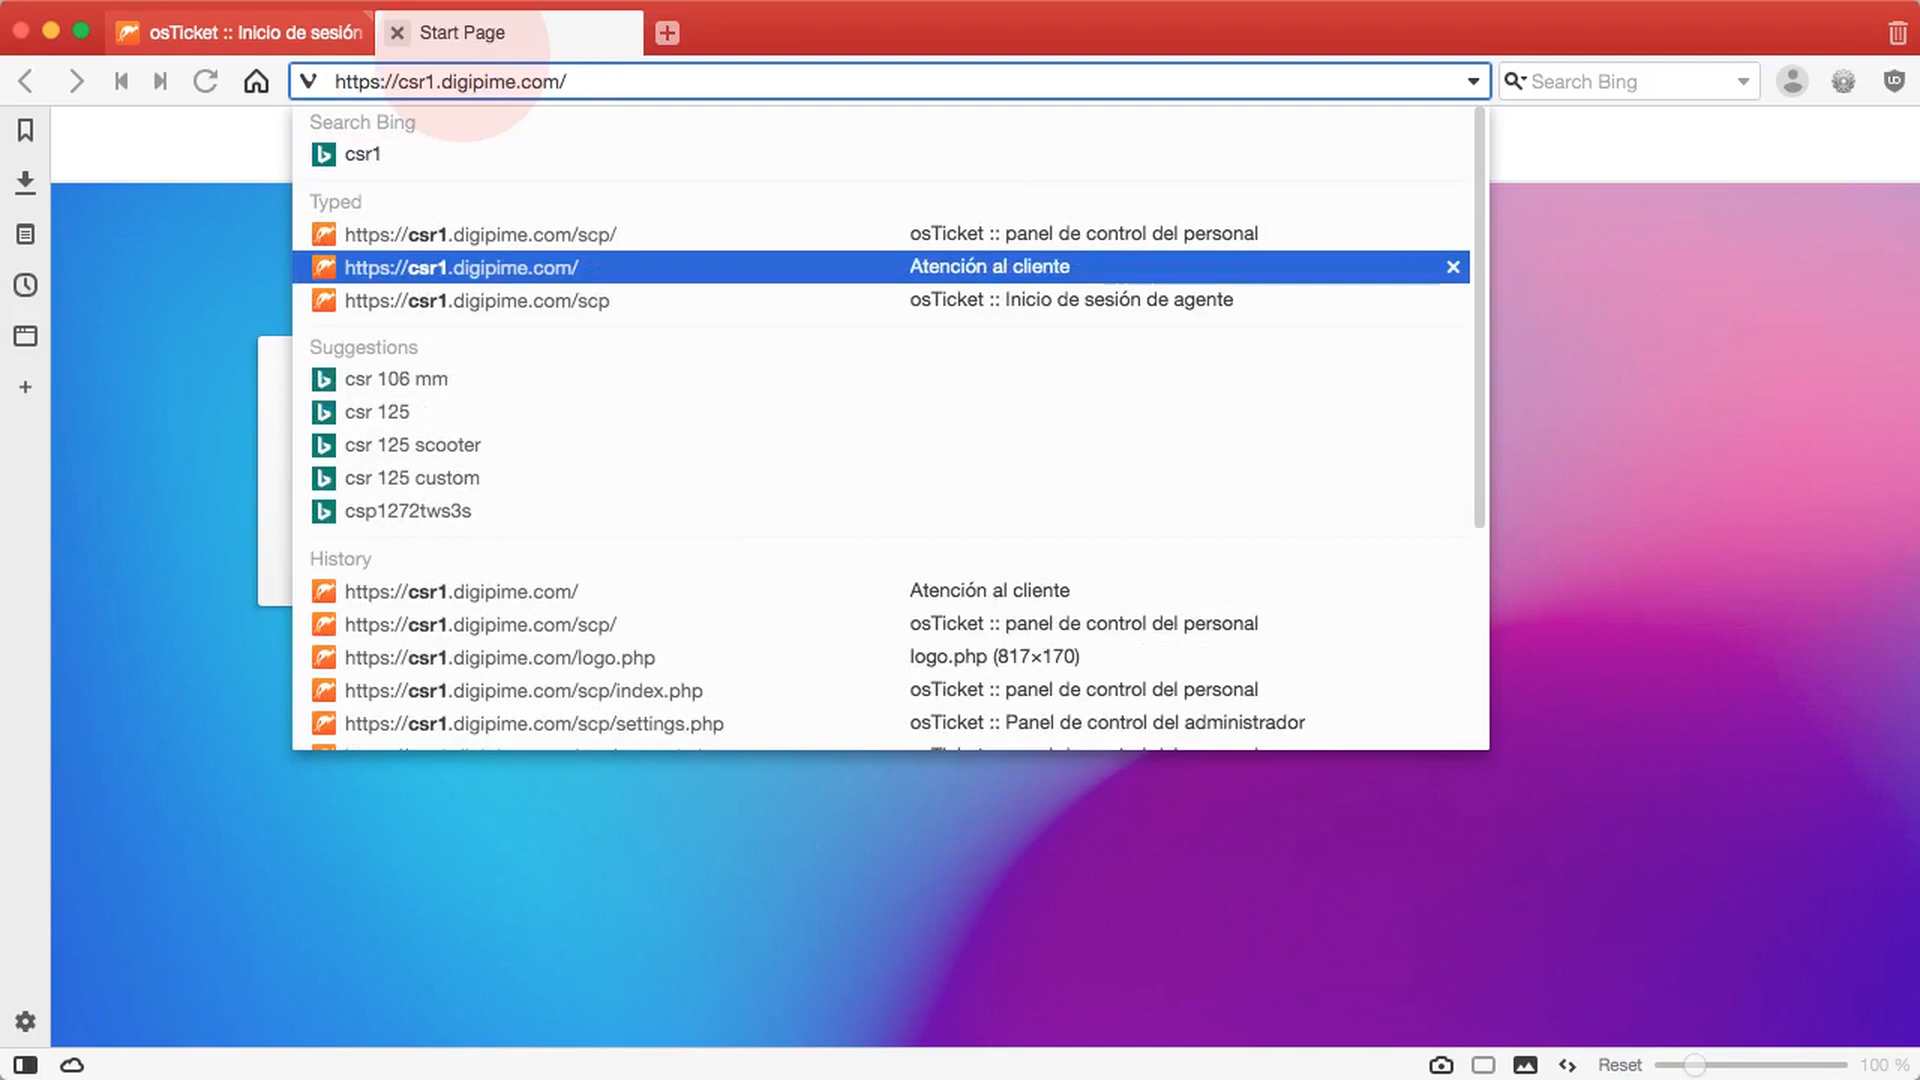 osTicket :: Inicio de sesión
Start Page
https://csr1.digipime.com/
Search Bing
Search Bing
csr1
Typed
https://csr1.digipime.com/scp/ osTicket :: panel de control del personal
https://csr1.digipime.com/ Atención al cliente
https://csr1.digipime.com/scp osTicket :: Inicio de sesión de agente
Suggestions
csr 106 mm
csr 125
csr 125 scooter
csr 125 custom
csp1272tws3s
History
https://csr1.digipime.com/ Atención al cliente
https://csr1.digipime.com/scp/ osTicket :: panel de control del personal
https://csr1.digipime.com/logo.php logo.php (817×170)
https://csr1.digipime.com/scp/index.php osTicket :: panel de control del personal
https://csr1.digipime.com/scp/settings.php osTicket :: Panel de control del administrador
Reset 100 %